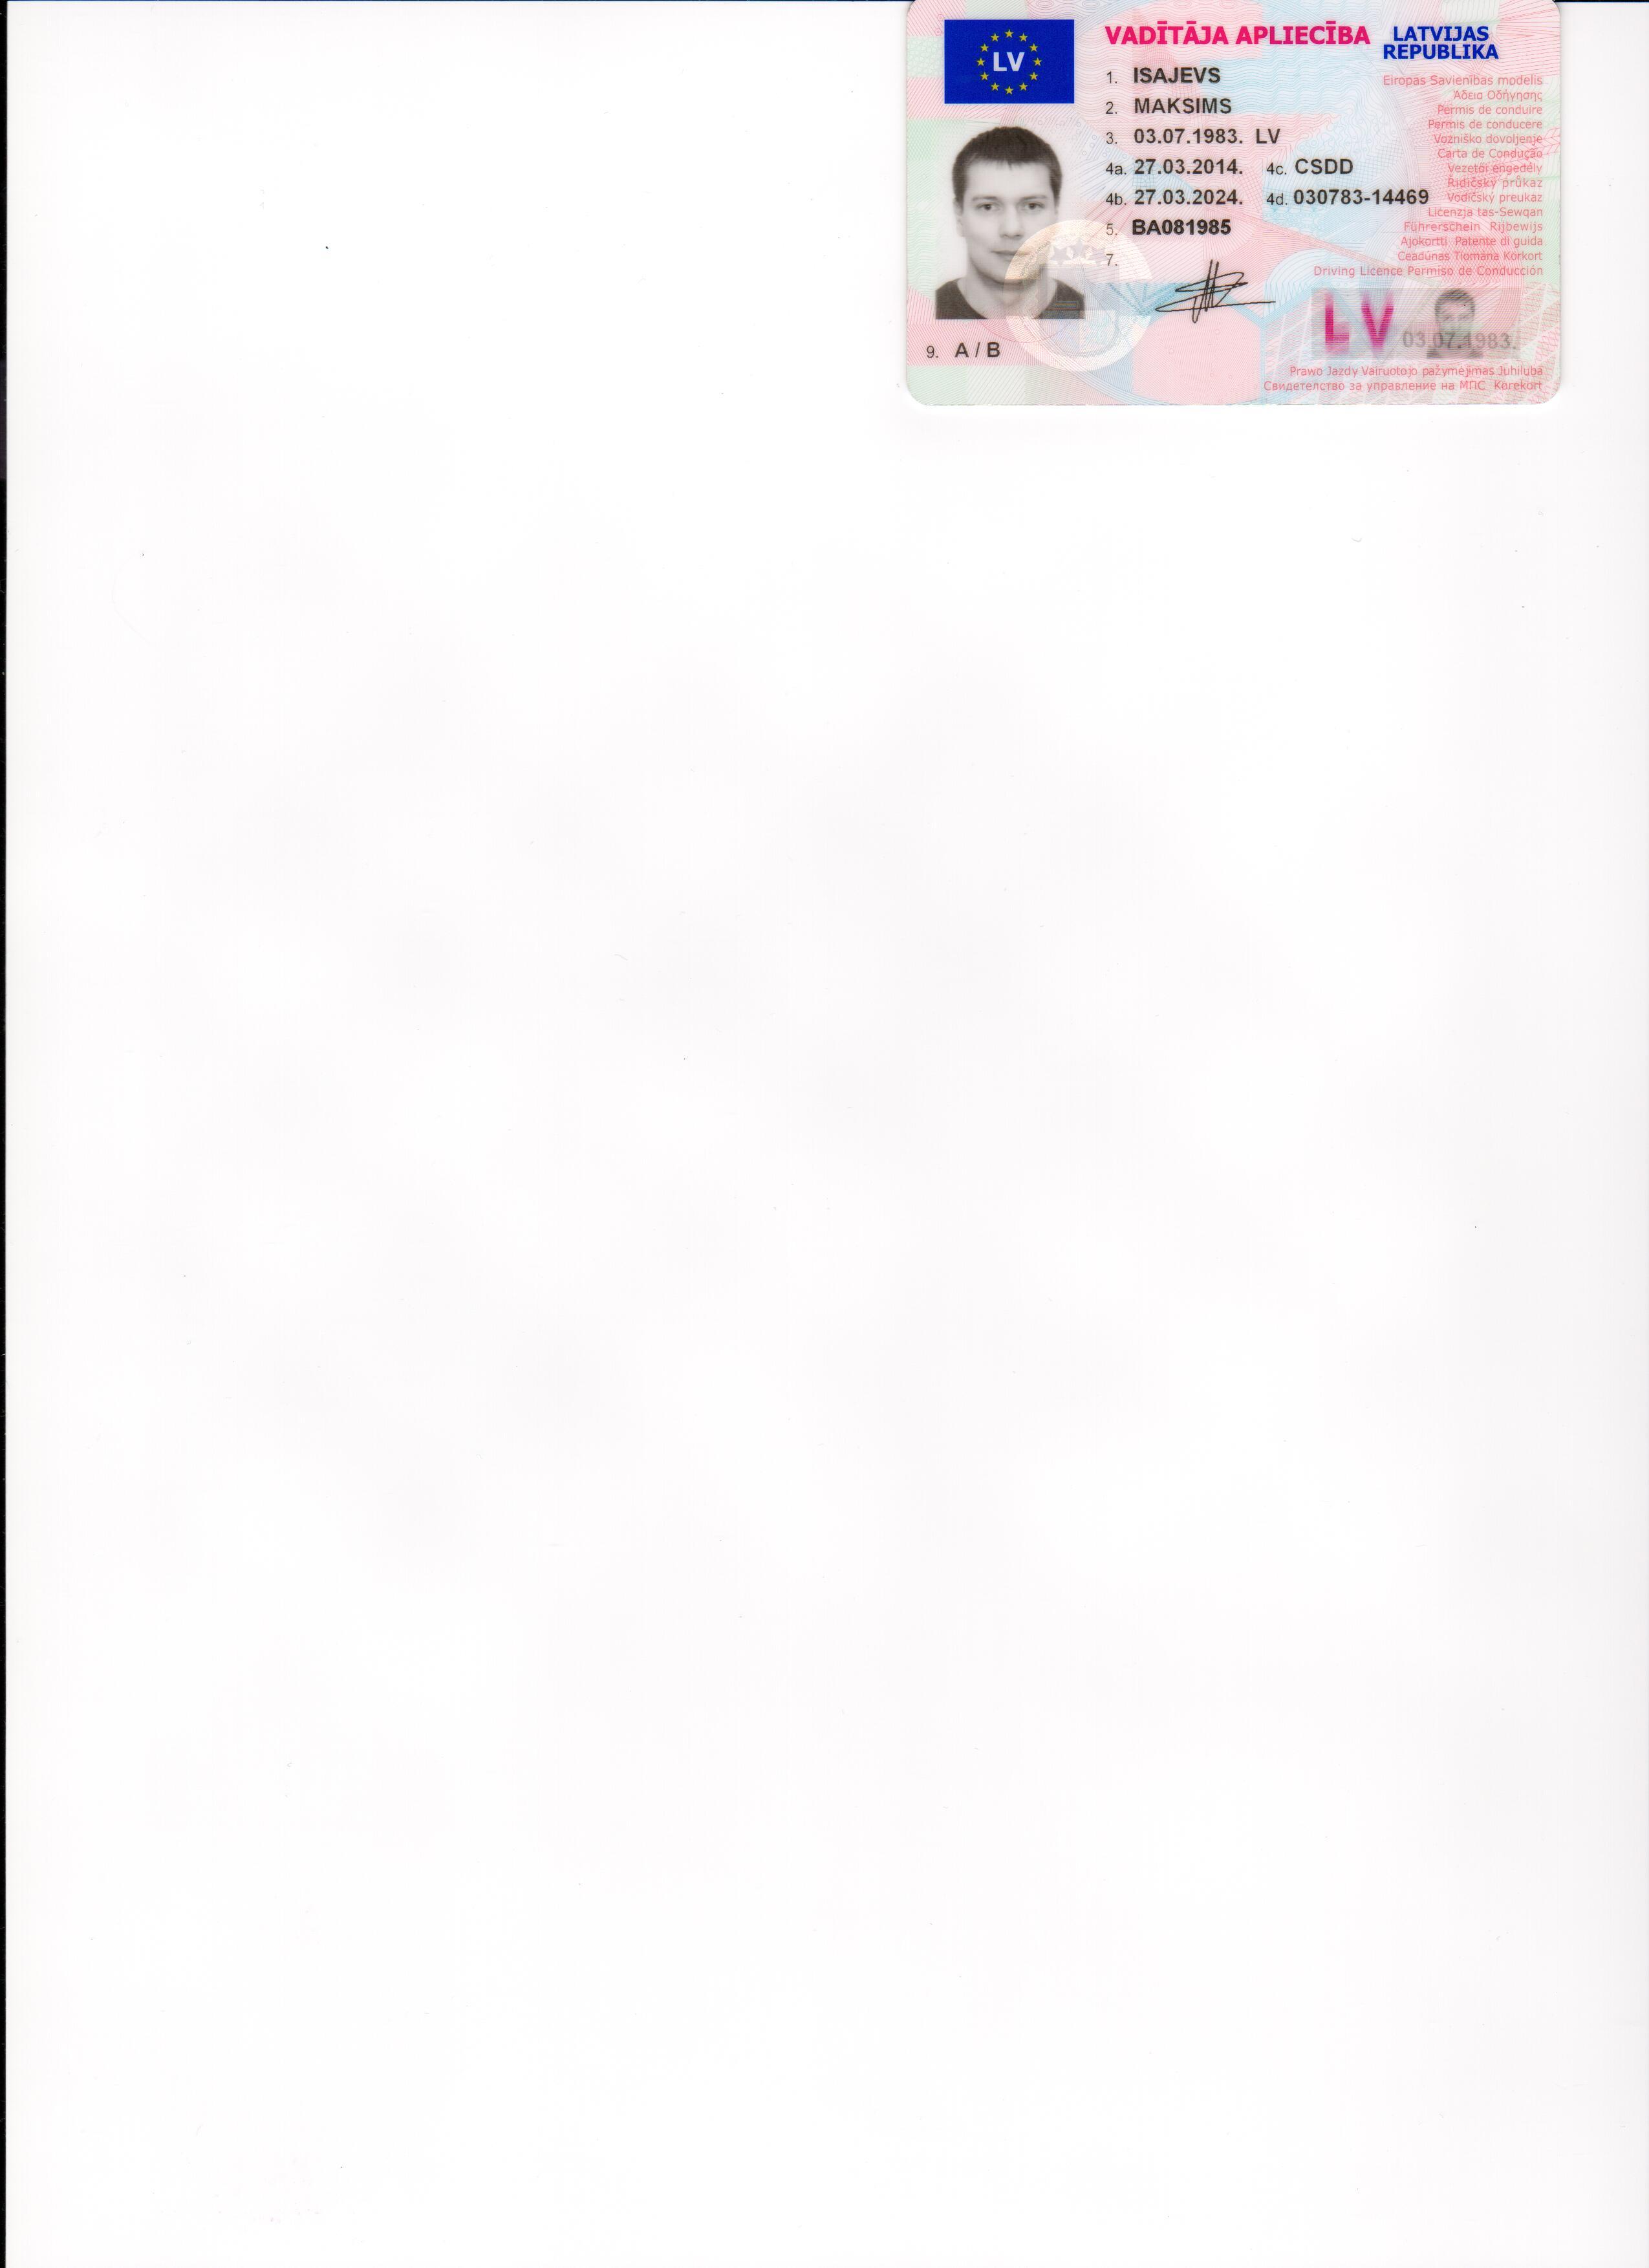 LV
VADĪTĀJA APLIECĪBA
LATVIJAS
REPUBLIKA
1. ISAJEVS
2. MAKSIMS
3. 03.07.1983. LV
4a. 27.03.2014. 4c. CSDD
4b. 27.03.2024. 4d. 030783-14469
5. BA081985
7.
9. A / B
Eiropas Savienības modelis
Άδεια Οδήγησης
Permis de conduire
Permis de conducere
Vozniško dovoljenje
Carta de Condução
Vezetői engedély
Řidičský průkaz
Vodičský preukaz
Liċenzja tas-Sewqan
Führerschein Rijbewijs
Ajokortti Patente di guida
Ceadúnas Tiomána Körkort
Driving Licence Permiso de Conducción
LV 03.07.1983.
Prawo Jazdy Vairuotojo pažymėjimas Juhiluba
Свидетелство за управление на МПС Kørekort